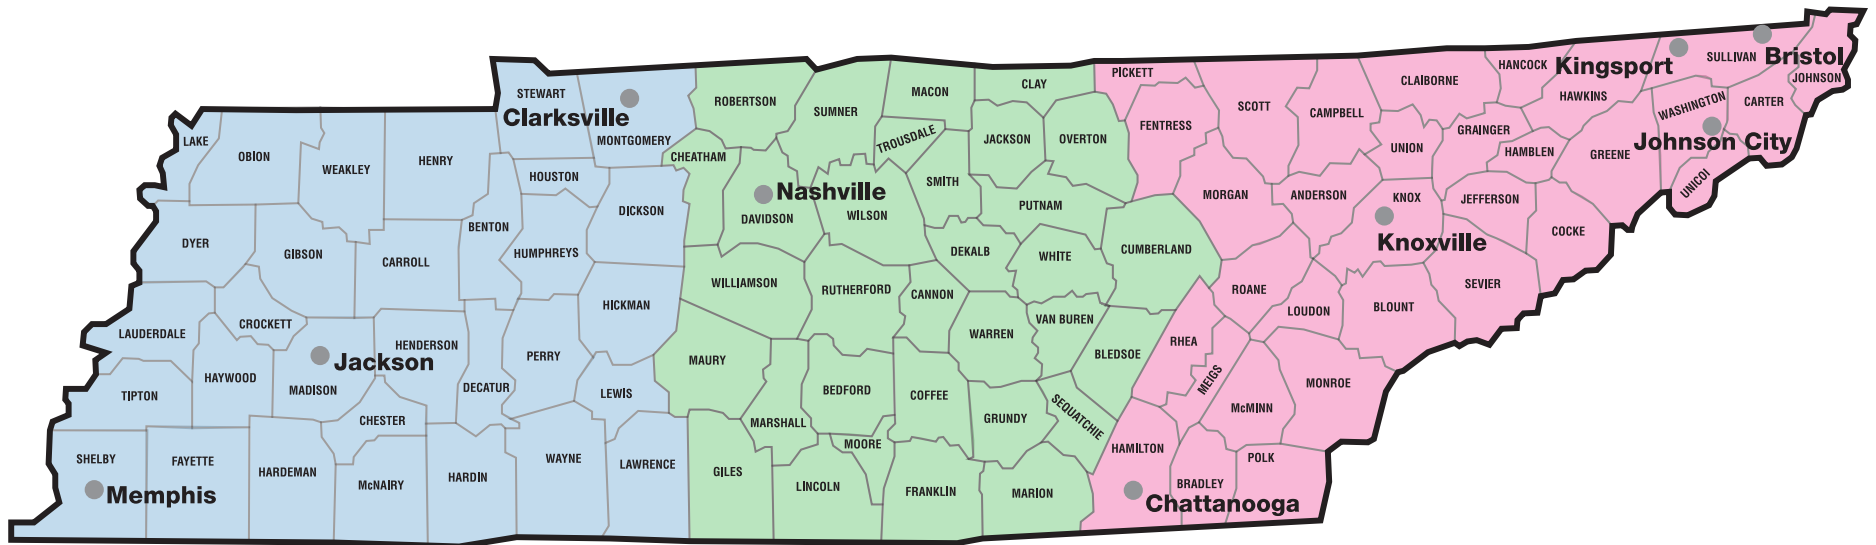 PICKETT
HANCOCK
Kingsport
SULLIVAN
Bristol
JOHNSON
STEWART
Clarksville
MONTGOMERY
ROBERTSON
SUMNER
MACON
CLAY
SCOTT
CLAIBORNE
CAMPBELL
HAWKINS
WASHINGTON
CARTER
LAKE
OBION
WEAKLEY
HENRY
HOUSTON
CHEATHAM
TROUSDALE
JACKSON
OVERTON
FENTRESS
UNION
GRAINGER
HAMBLEN
GREENE
Johnson City
UNICOI
DICKSON
Nashville
DAVIDSON
WILSON
SMITH
PUTNAM
MORGAN
ANDERSON
KNOX
JEFFERSON
Knoxville
COCKE
DYER
GIBSON
CARROLL
BENTON
HUMPHREYS
DEKALB
WHITE
CUMBERLAND
WILLIAMSON
RUTHERFORD
CANNON
ROANE
LOUDON
BLOUNT
SEVIER
HICKMAN
LAUDERDALE
CROCKETT
HENDERSON
PERRY
MAURY
WARREN
VAN BUREN
BLEDSOE
RHEA
MEIGS
Jackson
HAYWOOD
MADISON
DECATUR
LEWIS
BEDFORD
COFFEE
TIPTON
CHESTER
MARSHALL
MOORE
GRUNDY
SEQUATCHIE
McMINN
MONROE
SHELBY
FAYETTE
HARDEMAN
McNAIRY
HARDIN
WAYNE
LAWRENCE
GILES
LINCOLN
FRANKLIN
MARION
HAMILTON
BRADLEY
POLK
Memphis
Chattanooga